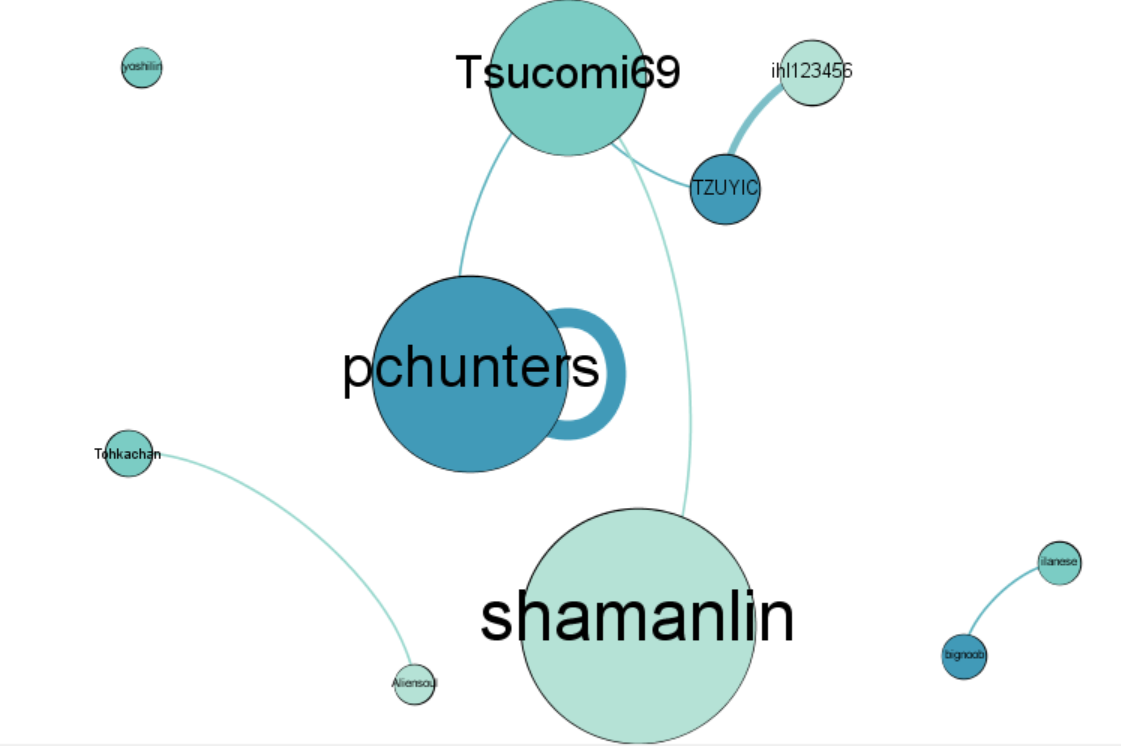 Tsucomi69
yoshilin
ihl123456
TZUYIC
pchunters
Tohkachan
ilanese
shamanlin
bignoob
Aliensoul